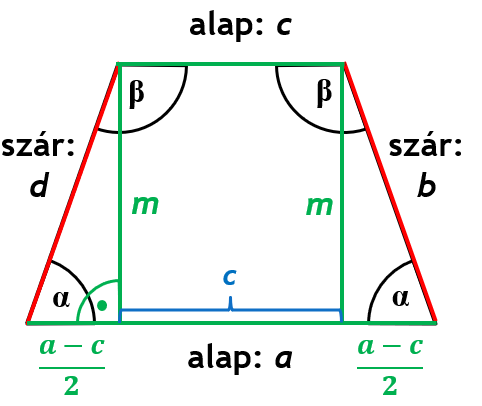 alap: c
β β
szár: d
szár: b
m m
c
α α
a – c / 2
alap: a
a – c / 2